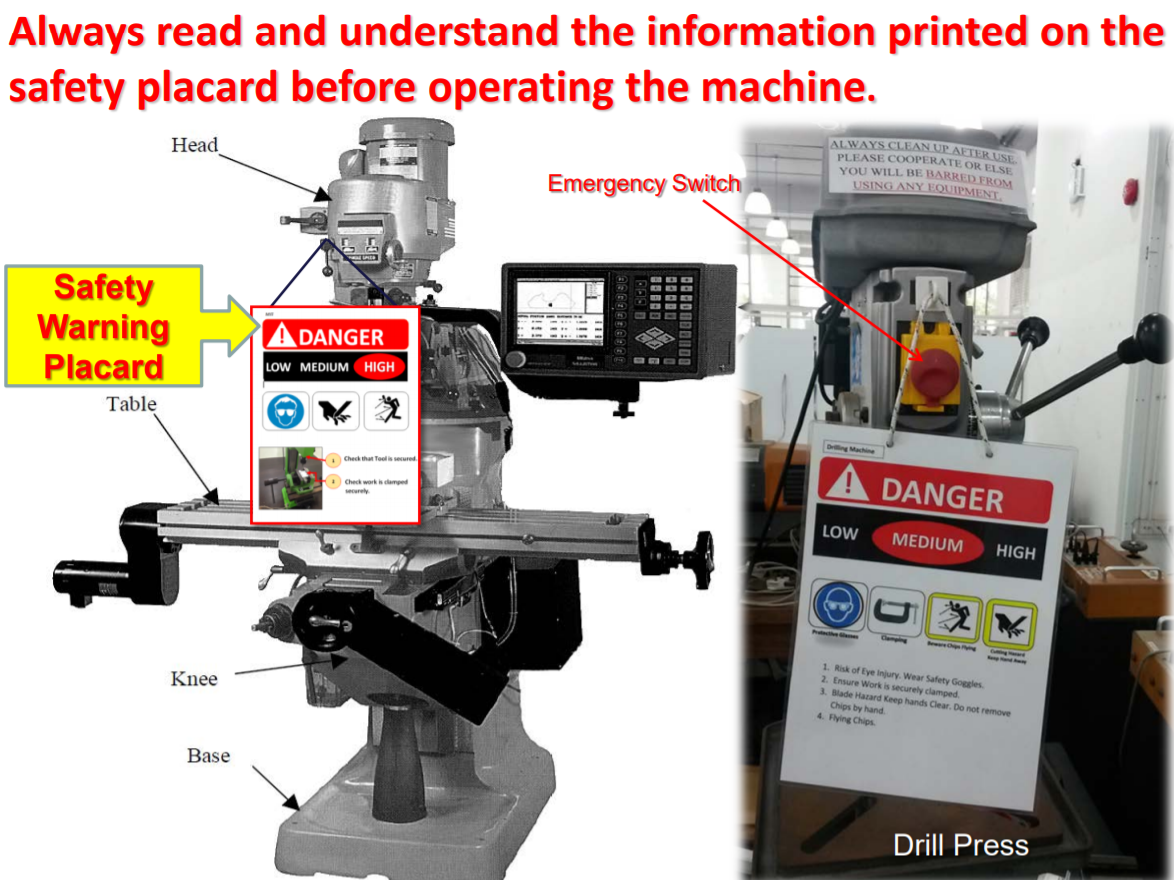 Always read and understand the information printed on the
safety placard before operating the machine.
Head
Emergency Switch
Safety
Warning
Placard
Table
Knee
Base
DANGER
LOW MEDIUM HIGH
1 Check that Tool is secured.
2 Check work is clamped
securely.
ALWAYS CLEAN UP AFTER USE.
PLEASE COOPERATE OR ELSE
YOU WILL BE BARRED FROM
USING ANY EQUIPMENT.
Drilling Machine
DANGER
LOW MEDIUM HIGH
Protective Glasses
Clamping
Beware Chips Flying
Cutting Hazard
Keep Hand Away
1. Risk of Eye Injury. Wear Safety Goggles.
2. Ensure Work is securely clamped.
3. Blade Hazard Keep hands Clear. Do not remove
Chips by hand.
4. Flying Chips.
Drill Press